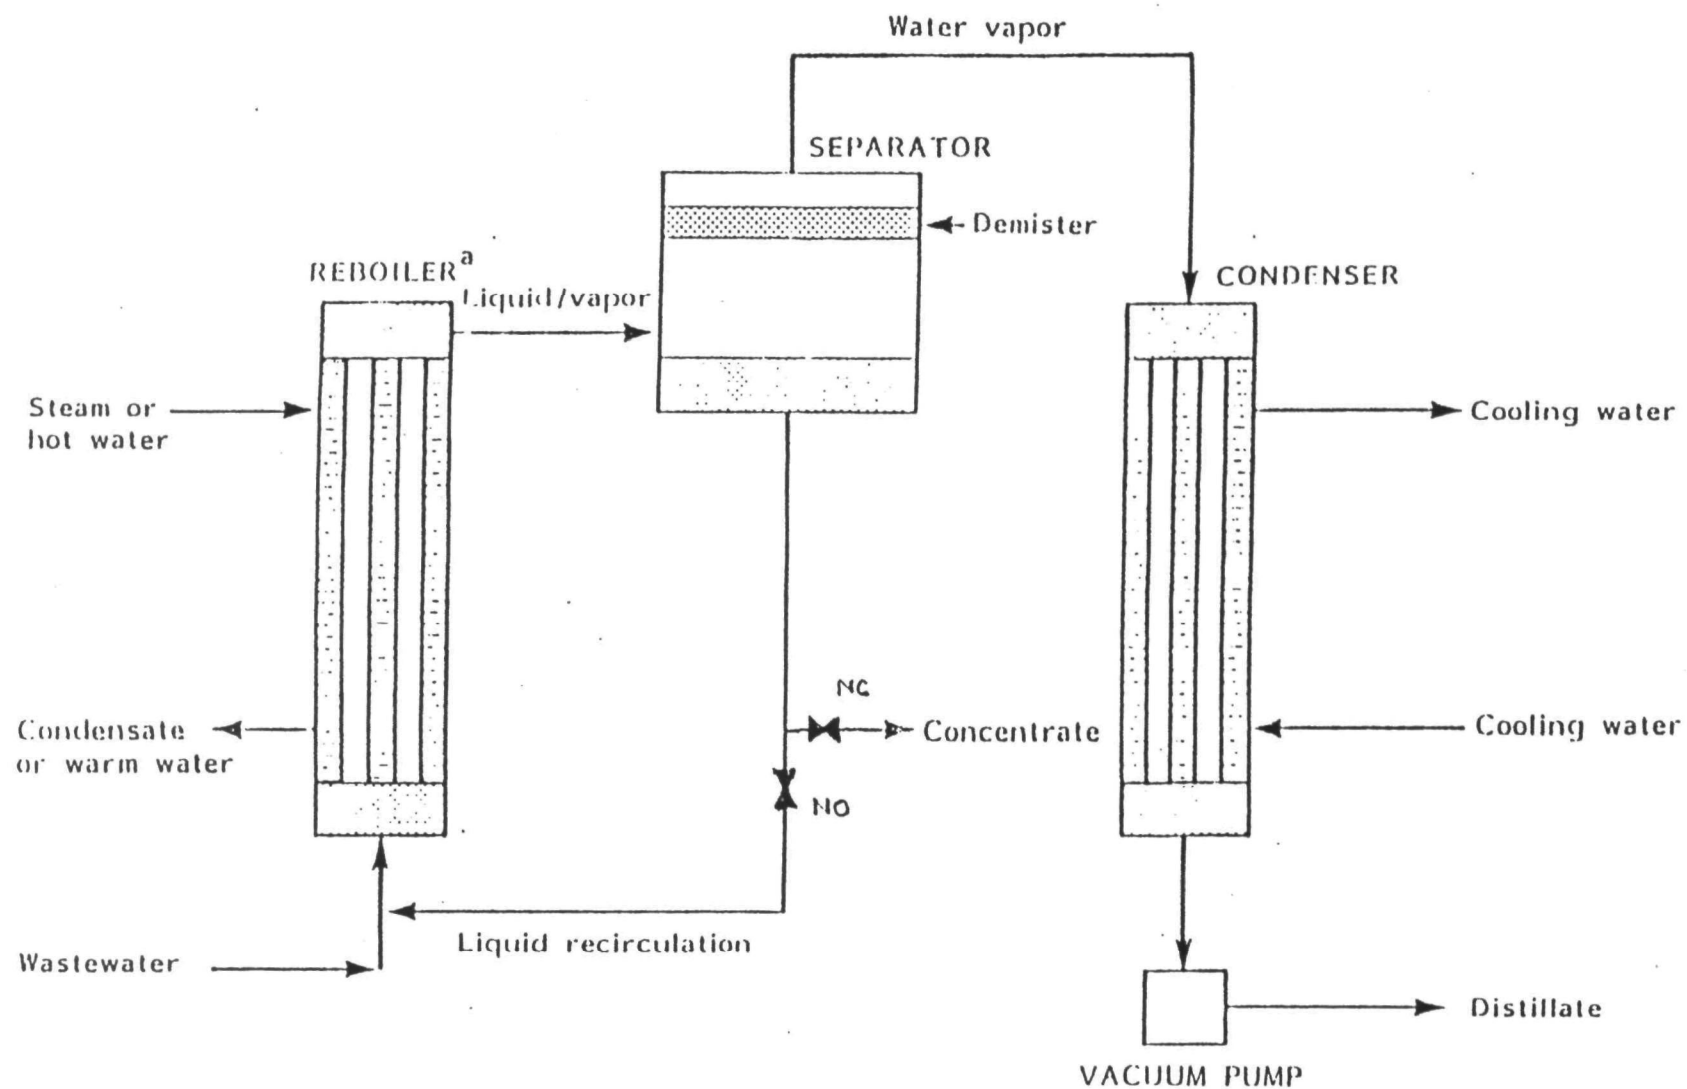 Water vapor
SEPARATOR
Demister
REBOILERa
Liquid/vapor
CONDENSER
Steam or
hot water
Cooling water
NC
Condensate
or warm water
Concentrate
Cooling water
NO
Liquid recirculation
Wastewater
Distillate
VACUUM PUMP